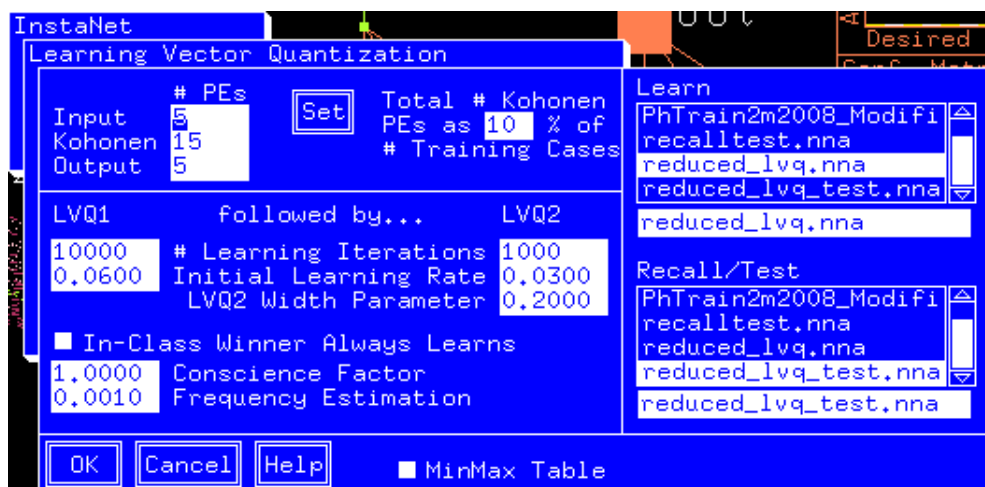 InstaNet
Out
Desired
Learning Vector Quantization
# PEs
Input 5
Kohonen 15
Output 5
Set
Total # Kohonen
PEs as 10 % of
# Training Cases
LVQ1 followed by... LVQ2
10000 # Learning Iterations 1000
0.0600 Initial Learning Rate 0.0300
LVQ2 Width Parameter 0.2000
In-Class Winner Always Learns
1.0000 Conscience Factor
0.0010 Frequency Estimation
Learn
PhTrain2m2008_Modifi
recalltest.nna
reduced_lvq.nna
reduced_lvq_test.nna
reduced_lvq.nna
Recall/Test
PhTrain2m2008_Modifi
recalltest.nna
reduced_lvq.nna
reduced_lvq_test.nna
reduced_lvq_test.nna
OK Cancel Help MinMax Table